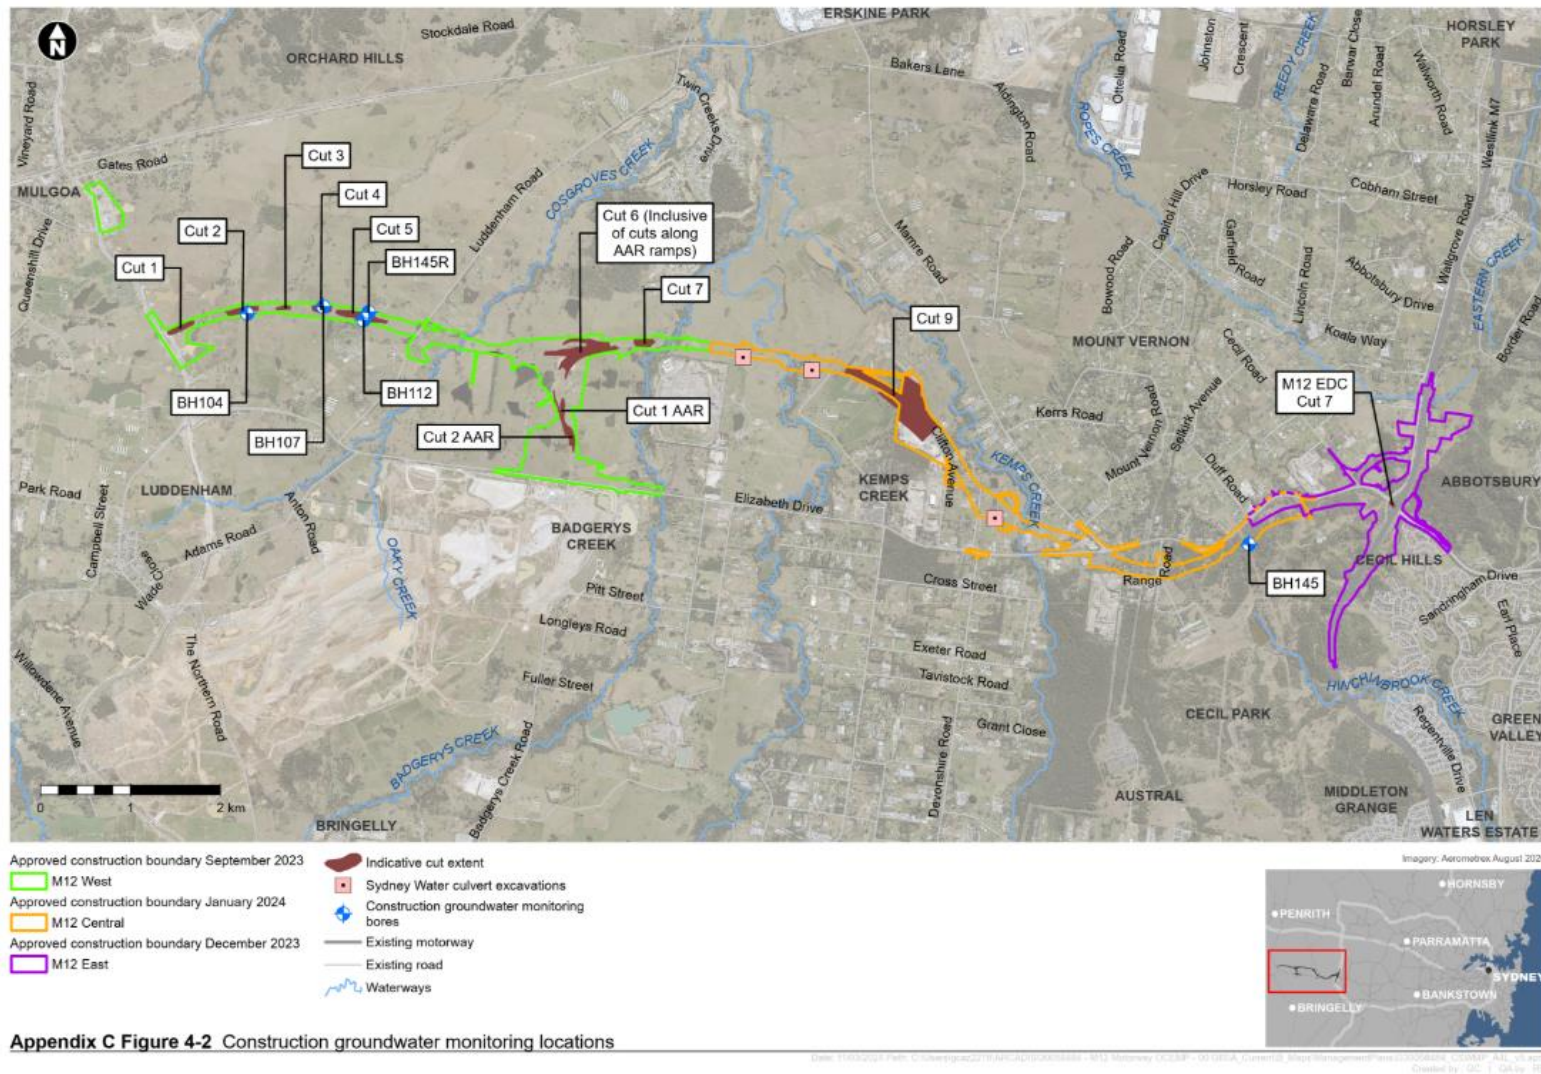 ERSKINE PARK
Stockdale Road
ORCHARD HILLS
Bakers Lane
Ottelia Road
Johnston
Crescent
REEDY CREEK
Barwar Close
HORSLEY
PARK
Vineyard Road
Twin Creeks Drive
Aldington Road
ROPES CREEK
Delaware Road
Arundel Road
Walworth Road
Westlink M7
Gates Road
MULGOA
Cut 3
COSGROVES CREEK
Cut 4
Luddenham Road
Horsley Road
Cobham Street
Capitol Hill Drive
Queenshill Drive
Cut 2
Cut 5
Cut 6 (Inclusive
of cuts along
AAR ramps)
Mamre Road
Garfield Road
Wallgrove Road
Cut 1
BH145R
Bowood Road
Lincoln Road
Abbotsbury Drive
EASTERN CREEK
Cut 7
Cut 9
Koala Way
Border Road
MOUNT VERNON
Cecil Road
BH104
BH112
M12 EDC
Cut 7
Cut 1 AAR
Kerrs Road
Mount Vernon Road
Selkirk Avenue
BH107
Cut 2 AAR
Clifton Avenue
KEMPS CREEK
Duff Road
Park Road
LUDDENHAM
Campbell Street
Anton Road
KEMPS
CREEK
ABBOTSBURY
Elizabeth Drive
Adams Road
BADGERYS
CREEK
OAKY CREEK
Wade Close
CECIL HILLS
Cross Street
Range Road
BH145
Sandringham Drive
Earl Place
Pitt Street
Longleys Road
The Northern Road
Exeter Road
Willowdene Avenue
Tavistock Road
Fuller Street
HINCHINBROOK CREEK
Grant Close
CECIL PARK
Regentville Drive
GREEN
VALLEY
BADGERYS CREEK
Badgerys Creek Road
Devonshire Road
0 1 2 km
AUSTRAL
MIDDLETON
GRANGE
BRINGELLY
LEN
WATERS ESTATE
Approved construction boundary September 2023
M12 West
Approved construction boundary January 2024
M12 Central
Approved construction boundary December 2023
M12 East
Indicative cut extent
Sydney Water culvert excavations
Construction groundwater monitoring
bores
Existing motorway
Existing road
Waterways
Imagery: Aerometrex August 202
HORNSBY
PENRITH
PARRAMATTA
SYDNEY
BANKSTOWN
BRINGELLY
N
Appendix C Figure 4-2 Construction groundwater monitoring locations